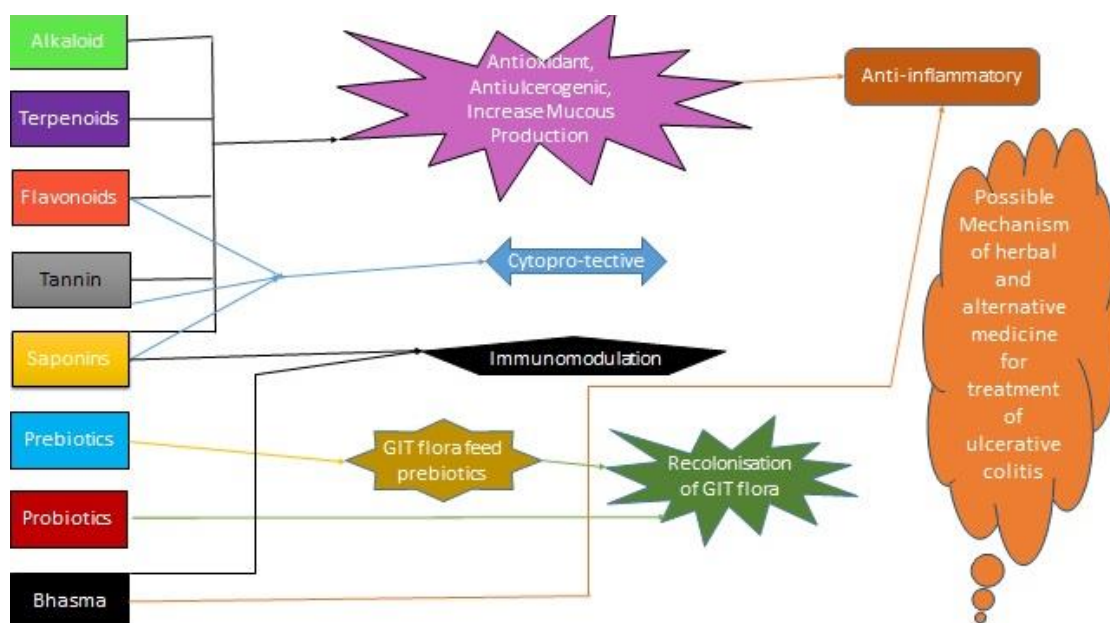 Alkaloid
Terpenoids
Flavonoids
Tannin
Saponins
Prebiotics
Probiotics
Bhasma
Antioxidant,
Antiulcerogenic,
Increase Mucous
Production
Cytopro-tective
Immunomodulation
GIT flora feed
prebiotics
Recolonisation
of GIT flora
Anti-inflammatory
Possible
Mechanism
of herbal
and
alternative
medicine
for
treatment
of
ulcerative
colitis